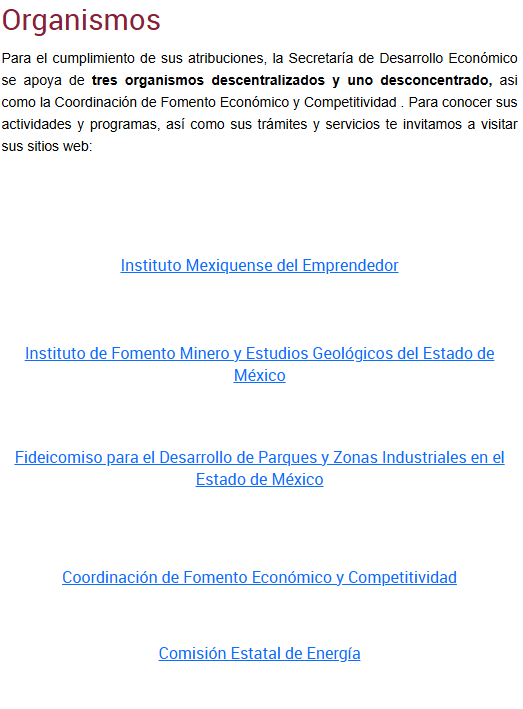 Organismos
Para el cumplimiento de sus atribuciones, la Secretaría de Desarrollo Económico
se apoya de tres organismos descentralizados y uno desconcentrado, asi
como la Coordinación de Fomento Económico y Competitividad . Para conocer sus
actividades y programas, así como sus trámites y servicios te invitamos a visitar
sus sitios web:
Instituto Mexiquense del Emprendedor
Instituto de Fomento Minero y Estudios Geológicos del Estado de
México
Fideicomiso para el Desarrollo de Parques y Zonas Industriales en el
Estado de México
Coordinación de Fomento Económico y Competitividad
Comisión Estatal de Energía